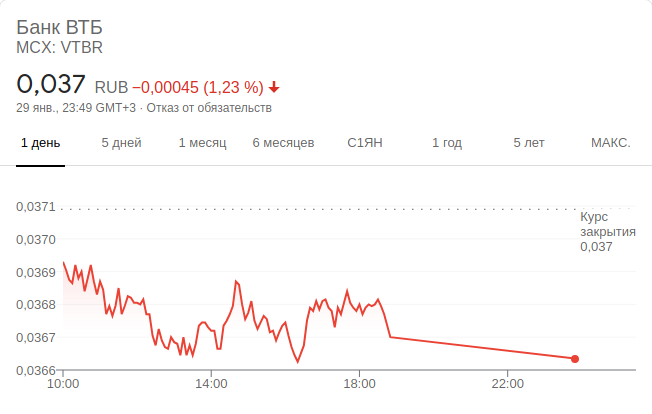 Банк ВТБ
MCX: VTBR
0,037 RUB −0,00045 (1,23 %)
29 янв., 23:49 GMT+3 · Отказ от обязательств
1 день 5 дней 1 месяц 6 месяцев С1ЯН 1 год 5 лет МАКС.
0,0371
Курс
закрытия
0,037
0,0370
0,0369
0,0368
0,0367
0,0366
10:00 14:00 18:00 22:00